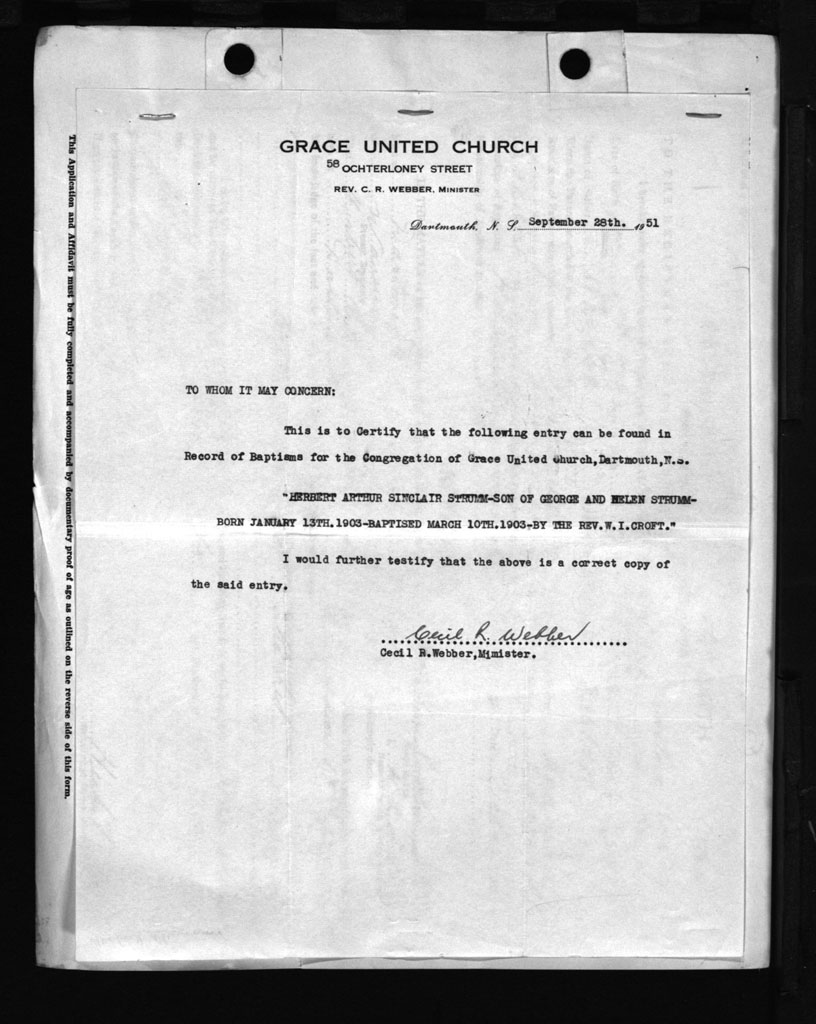 GRACE UNITED CHURCH
58 OCHTERLONEY STREET
REV. C. R. WEBBER, MINISTER
Dartmouth, N. S. September 28th. 1951
TO WHOM IT MAY CONCERN:
This is to Certify that the following entry can be found in
Record of Baptisms for the Congregation of Grace United Church,Dartmouth,N.S.
"HERBERT ARTHUR SINCLAIR STRUMM-SON OF GEORGE AND HELEN STRUMM-
BORN JANUARY 13TH.1903-BAPTISED MARCH 10TH.1903-BY THE REV.W.I.CROFT."
I would further testify that the above is a correct copy of
the said entry.
Cecil R. Webber
Cecil R.Webber,Mimister.
This Application and Affidavit must be fully completed and accompanied by documentary proof of age as outlined on the reverse side of this form.